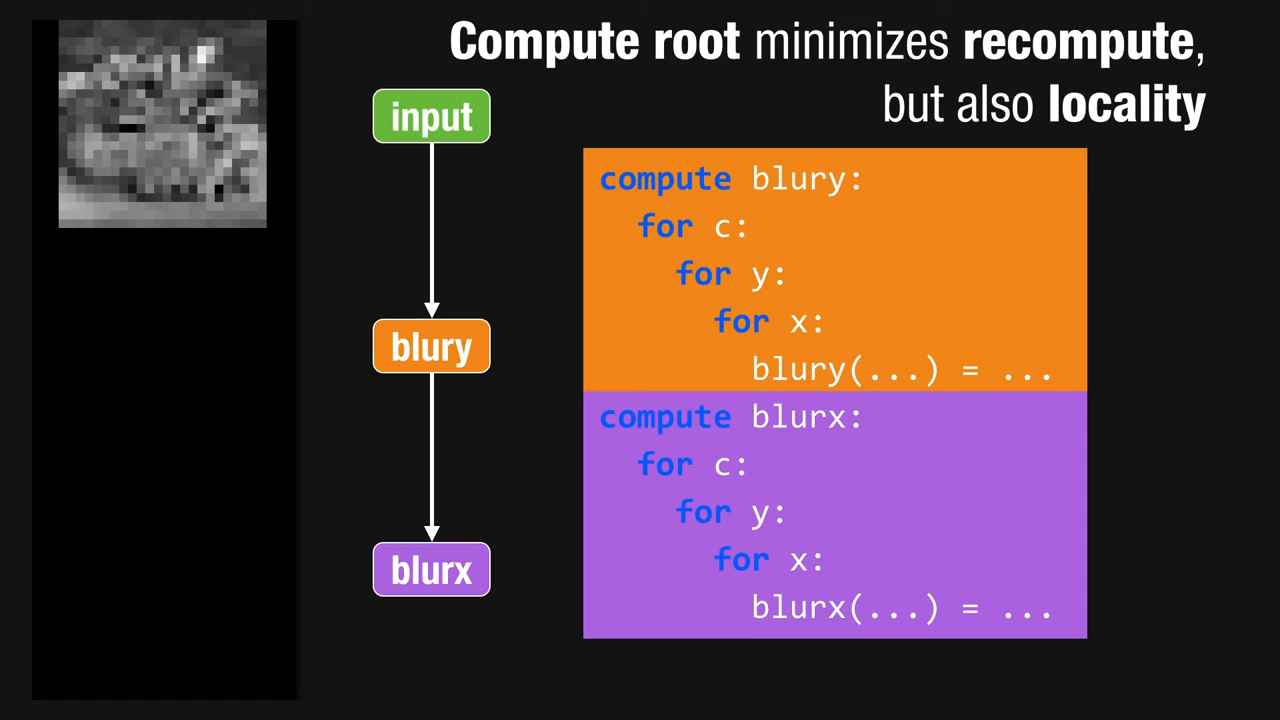 Compute root minimizes recompute,
but also locality
input
blury
blurx
compute blury:
for c:
for y:
for x:
blury(...) = ...
compute blurx:
for c:
for y:
for x:
blurx(...) = ...